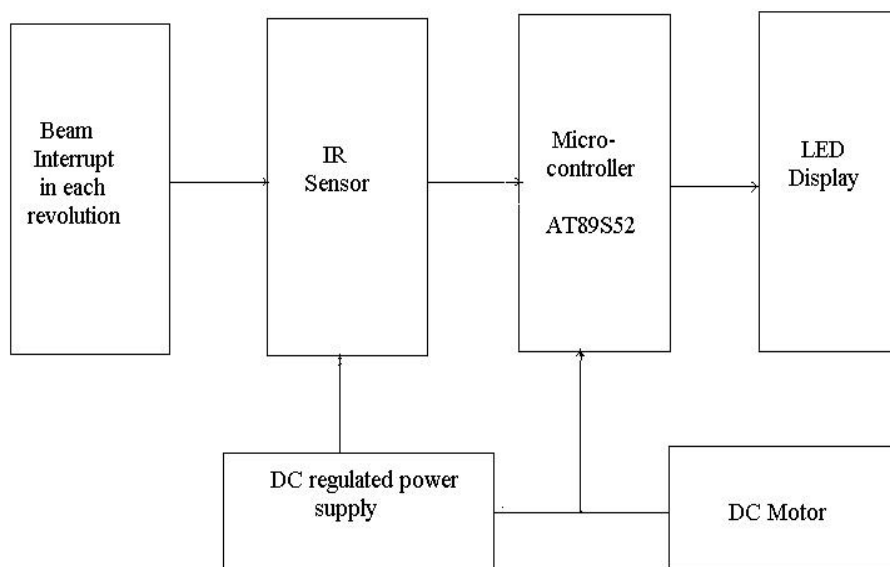 Beam
Interrupt
in each
revolution
IR
Sensor
Micro-
controller
AT89S52
LED
Display
DC regulated power
supply
DC Motor